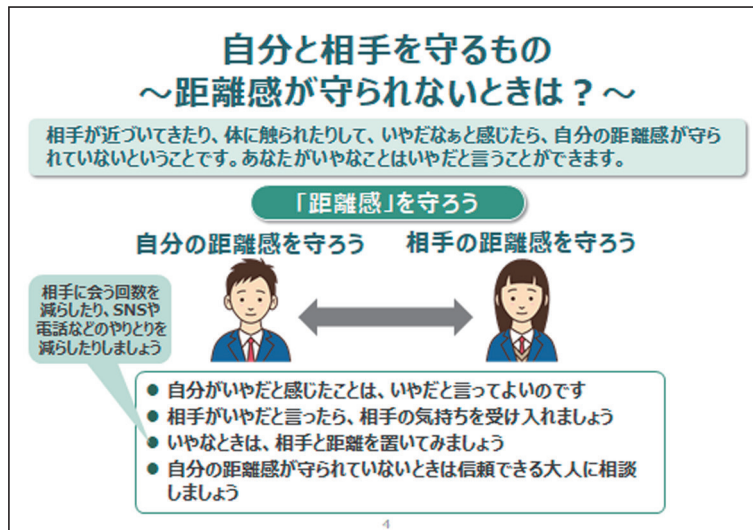 自分と相手を守るもの
～距離感が守られないときは？～
相手が近づいてきたり、体に触られたりして、いやだなぁと感じたら、自分の距離感が守ら
れていないということです。あなたがいやなことはいやだと言うことができます。
「距離感」を守ろう
自分の距離感を守ろう
相手の距離感を守ろう
相手に会う回数を
減らしたり、SNSや
電話などのやりとりを
減らしたりしましょう
● 自分がいやだと感じたことは、いやだと言ってよいのです
● 相手がいやだと言ったら、相手の気持ちを受け入れましょう
● いやなときは、相手と距離を置いてみましょう
● 自分の距離感が守られていないときは信頼できる大人に相談
しましょう
4